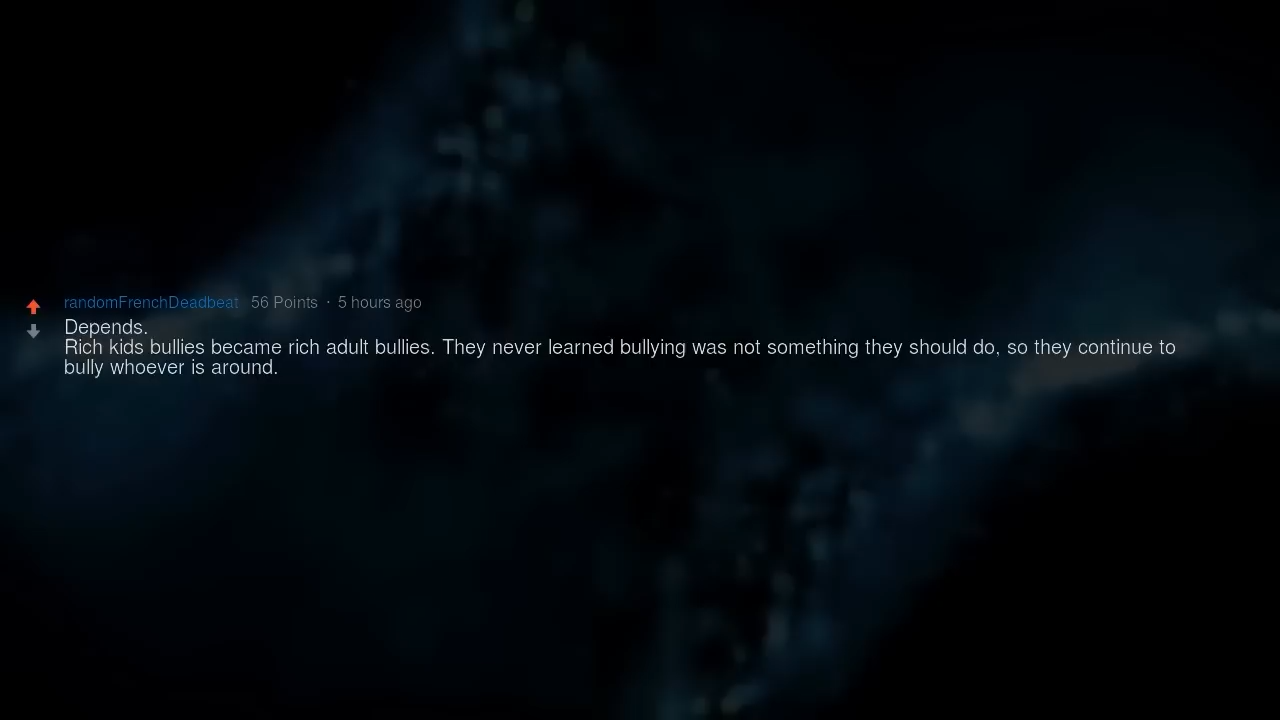 randomFrenchDeadbeat 56 Points · 5 hours ago
Depends.
Rich kids bullies became rich adult bullies. They never learned bullying was not something they should do, so they continue to
bully whoever is around.